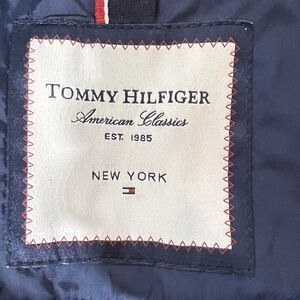 TOMMY HILFIGER
American Classics
EST. 1985
NEW YORK